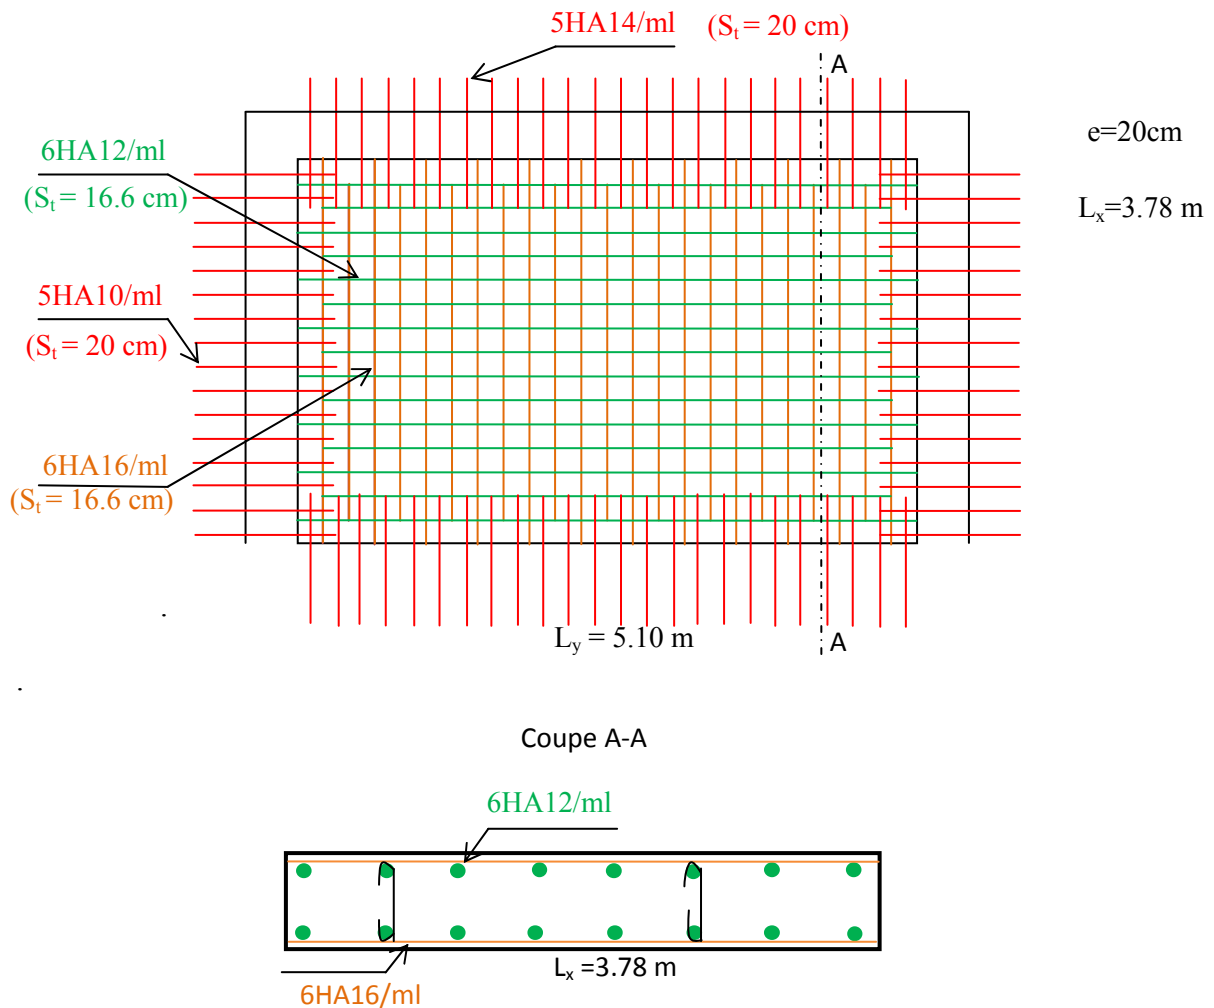 5HA14/ml (St = 20 cm)
A
e=20cm
6HA12/ml
(St = 16.6 cm)
Lx=3.78 m
5HA10/ml
(St = 20 cm)
6HA16/ml
(St = 16.6 cm)
Ly = 5.10 m
A
Coupe A-A
6HA12/ml
Lx =3.78 m
6HA16/ml